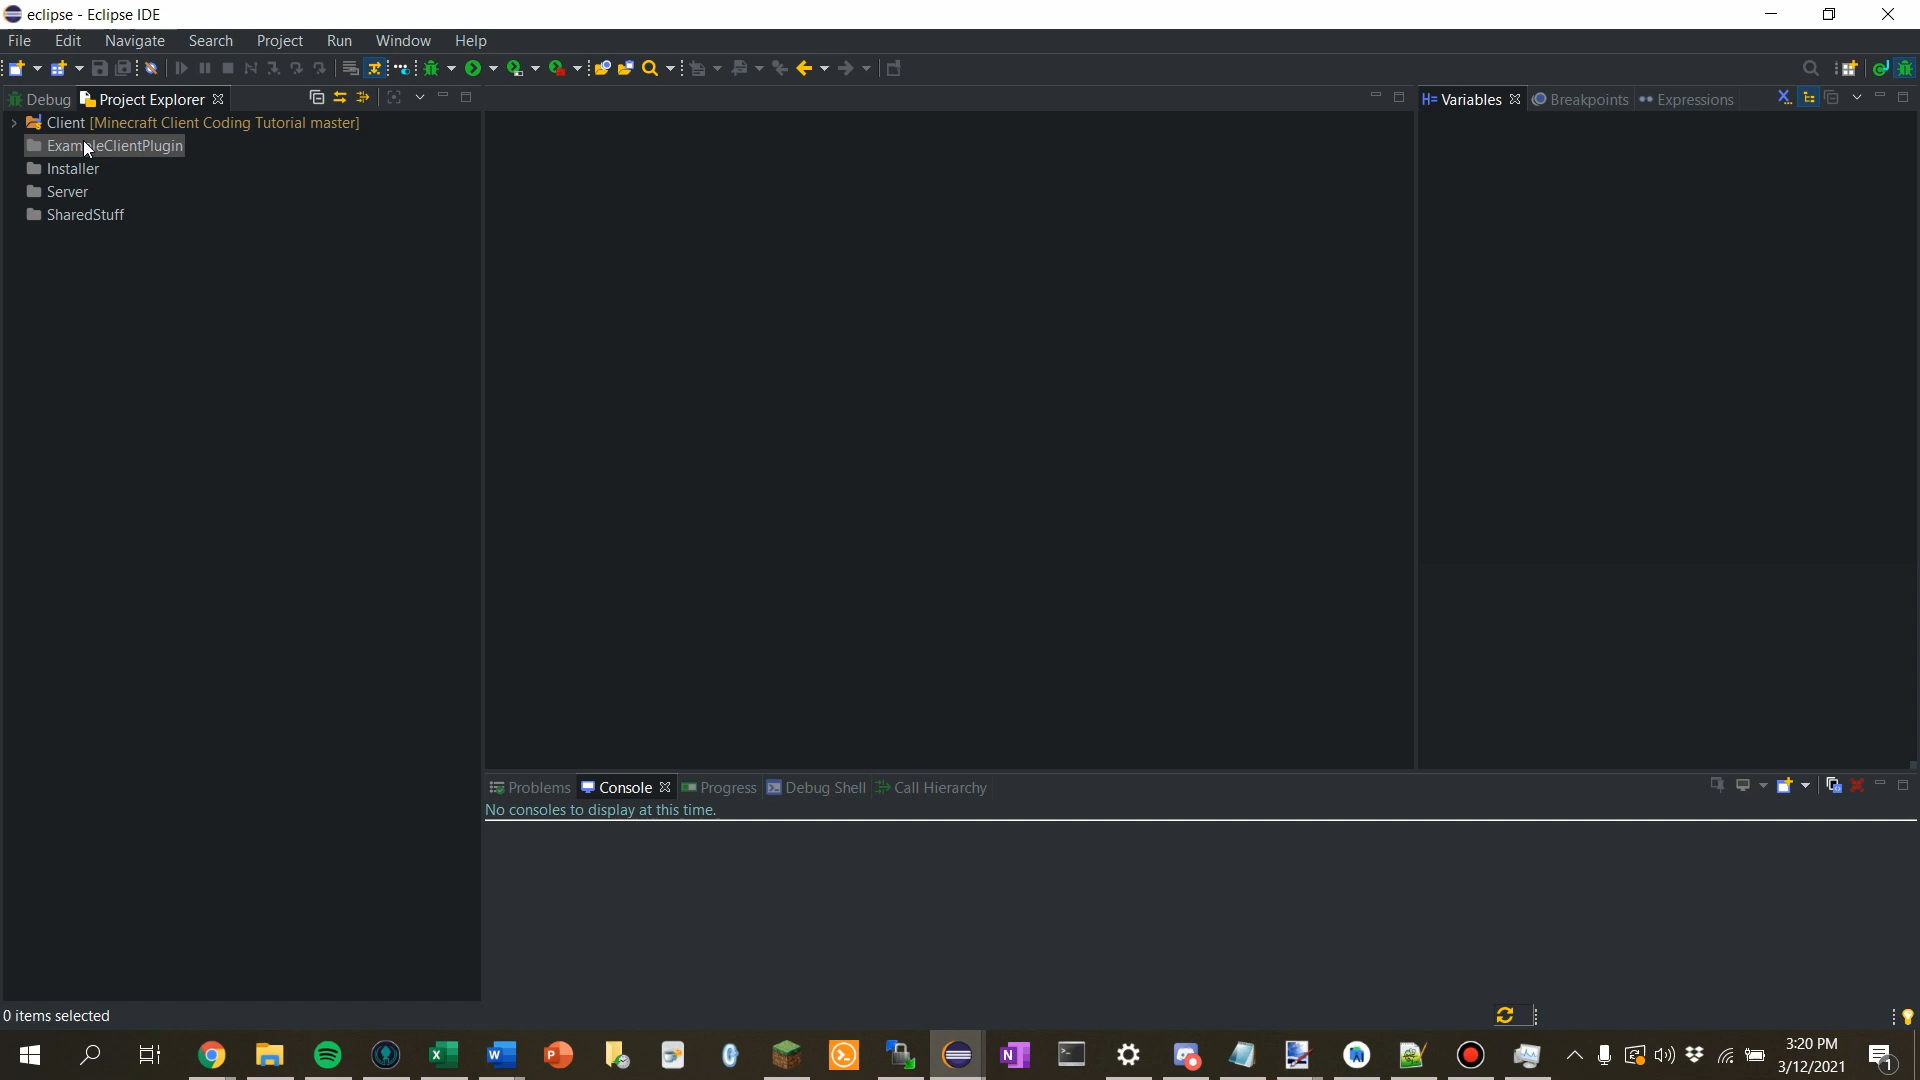 eclipse - Eclipse IDE
File Edit Navigate Search Project Run Window Help
Debug Project Explorer
Variables Breakpoints Expressions
Client [Minecraft Client Coding Tutorial master]
ExampleClientPlugin
Installer
Server
SharedStuff
Problems Console Progress Debug Shell Call Hierarchy
No consoles to display at this time.
0 items selected
3:20 PM
3/12/2021
1